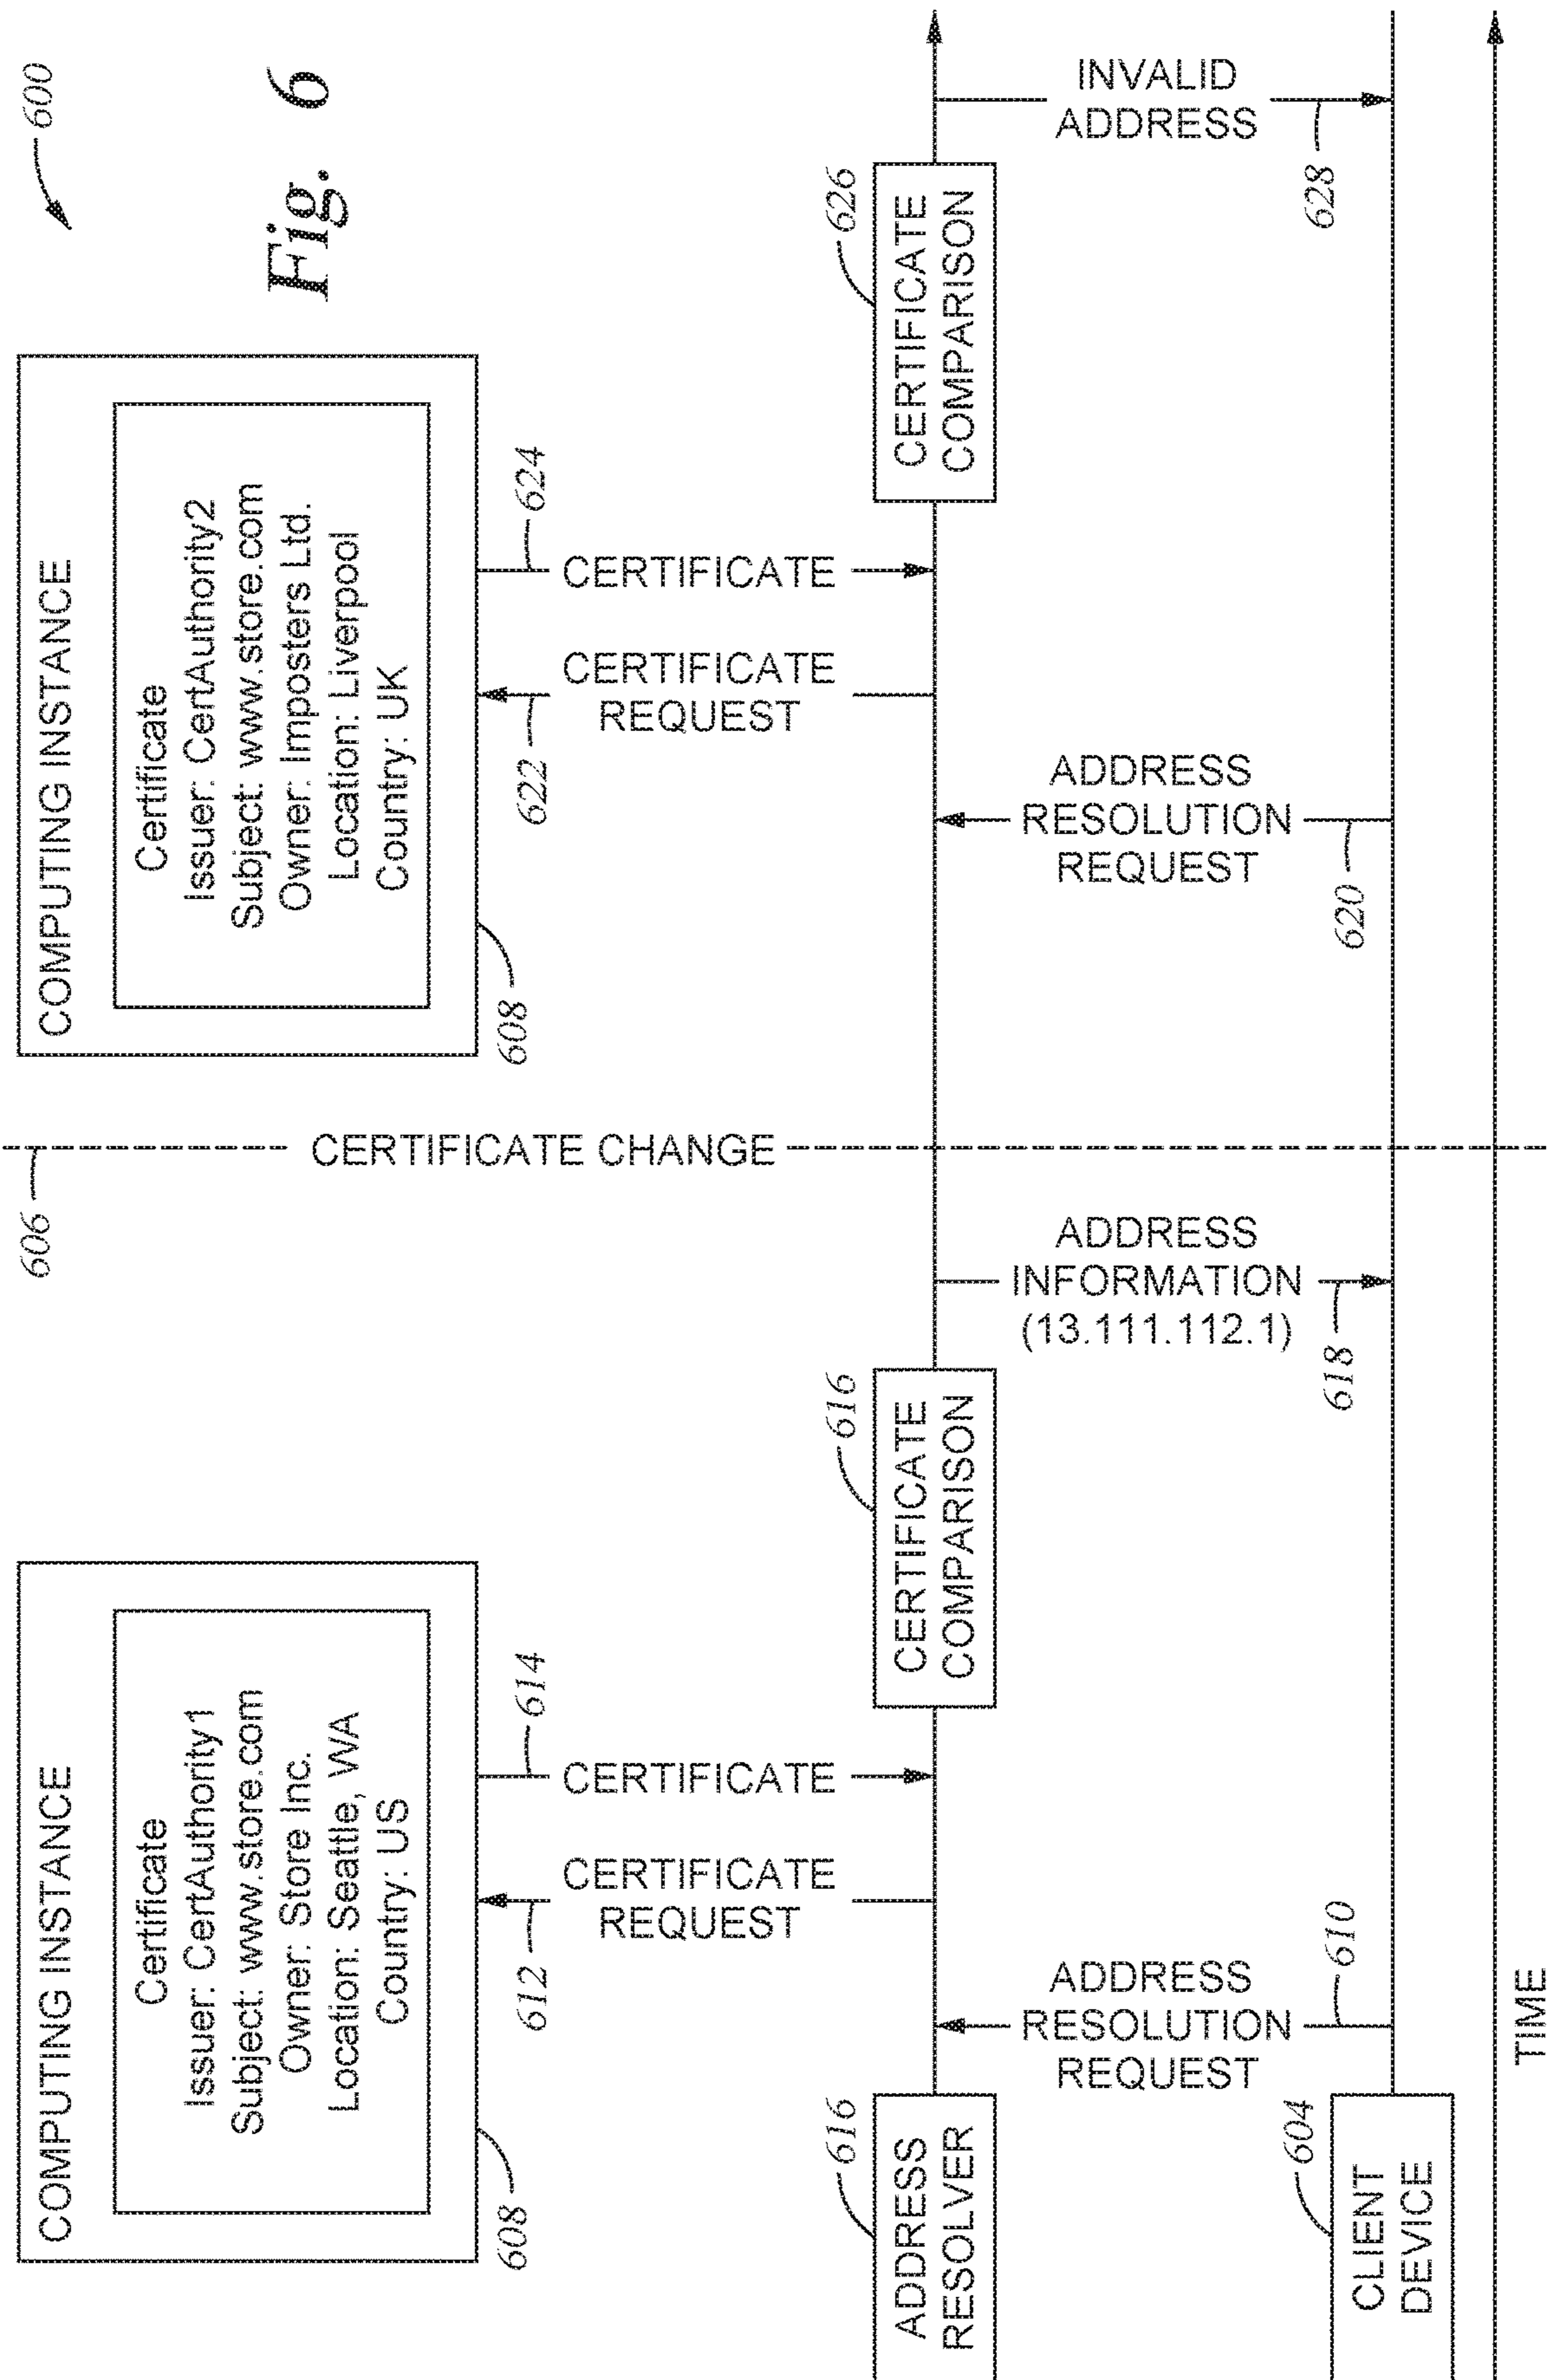 600
Fig. 6
606
COMPUTING INSTANCE
Certificate
Issuer: CertAuthority1
Subject: www.store.com
Owner: Store Inc.
Location: Seattle, WA
Country: US
608
CERTIFICATE CHANGE
COMPUTING INSTANCE
Certificate
Issuer: CertAuthority2
Subject: www.store.com
Owner: Imposters Ltd.
Location: Liverpool
Country: UK
608
612
CERTIFICATE
REQUEST
614
CERTIFICATE
622
CERTIFICATE
REQUEST
624
CERTIFICATE
616
ADDRESS
RESOLVER
616
CERTIFICATE
COMPARISON
626
CERTIFICATE
COMPARISON
ADDRESS
RESOLUTION
REQUEST
610
ADDRESS
INFORMATION
(13.111.112.1)
618
ADDRESS
RESOLUTION
REQUEST
620
INVALID
ADDRESS
628
604
CLIENT
DEVICE
TIME